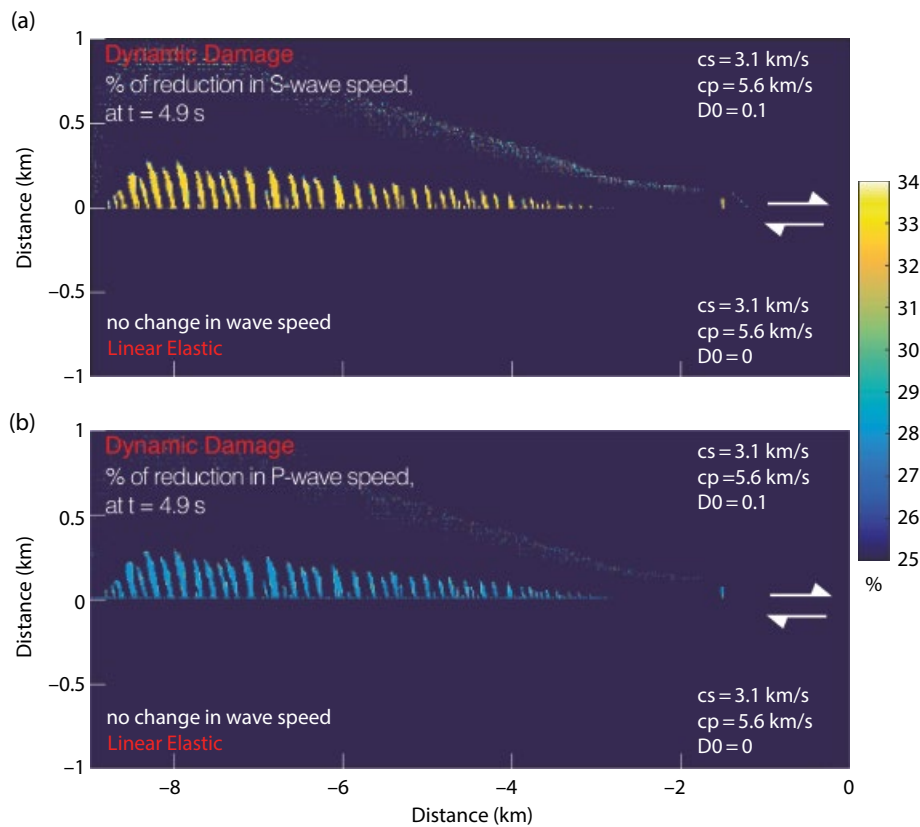 (a)
1
0.5
0
−0.5
−1
Distance (km)
Dynamic Damage
% of reduction in S-wave speed,
at t = 4.9 s
cs = 3.1 km/s
cp = 5.6 km/s
D0 = 0.1
no change in wave speed
Linear Elastic
cs = 3.1 km/s
cp = 5.6 km/s
D0 = 0
(b)
1
0.5
0
−0.5
−1
Distance (km)
Dynamic Damage
% of reduction in P-wave speed,
at t = 4.9 s
cs = 3.1 km/s
cp = 5.6 km/s
D0 = 0.1
no change in wave speed
Linear Elastic
cs = 3.1 km/s
cp = 5.6 km/s
D0 = 0
−8
−6
−4
−2
0
Distance (km)
34
33
32
31
30
29
28
27
26
25
%